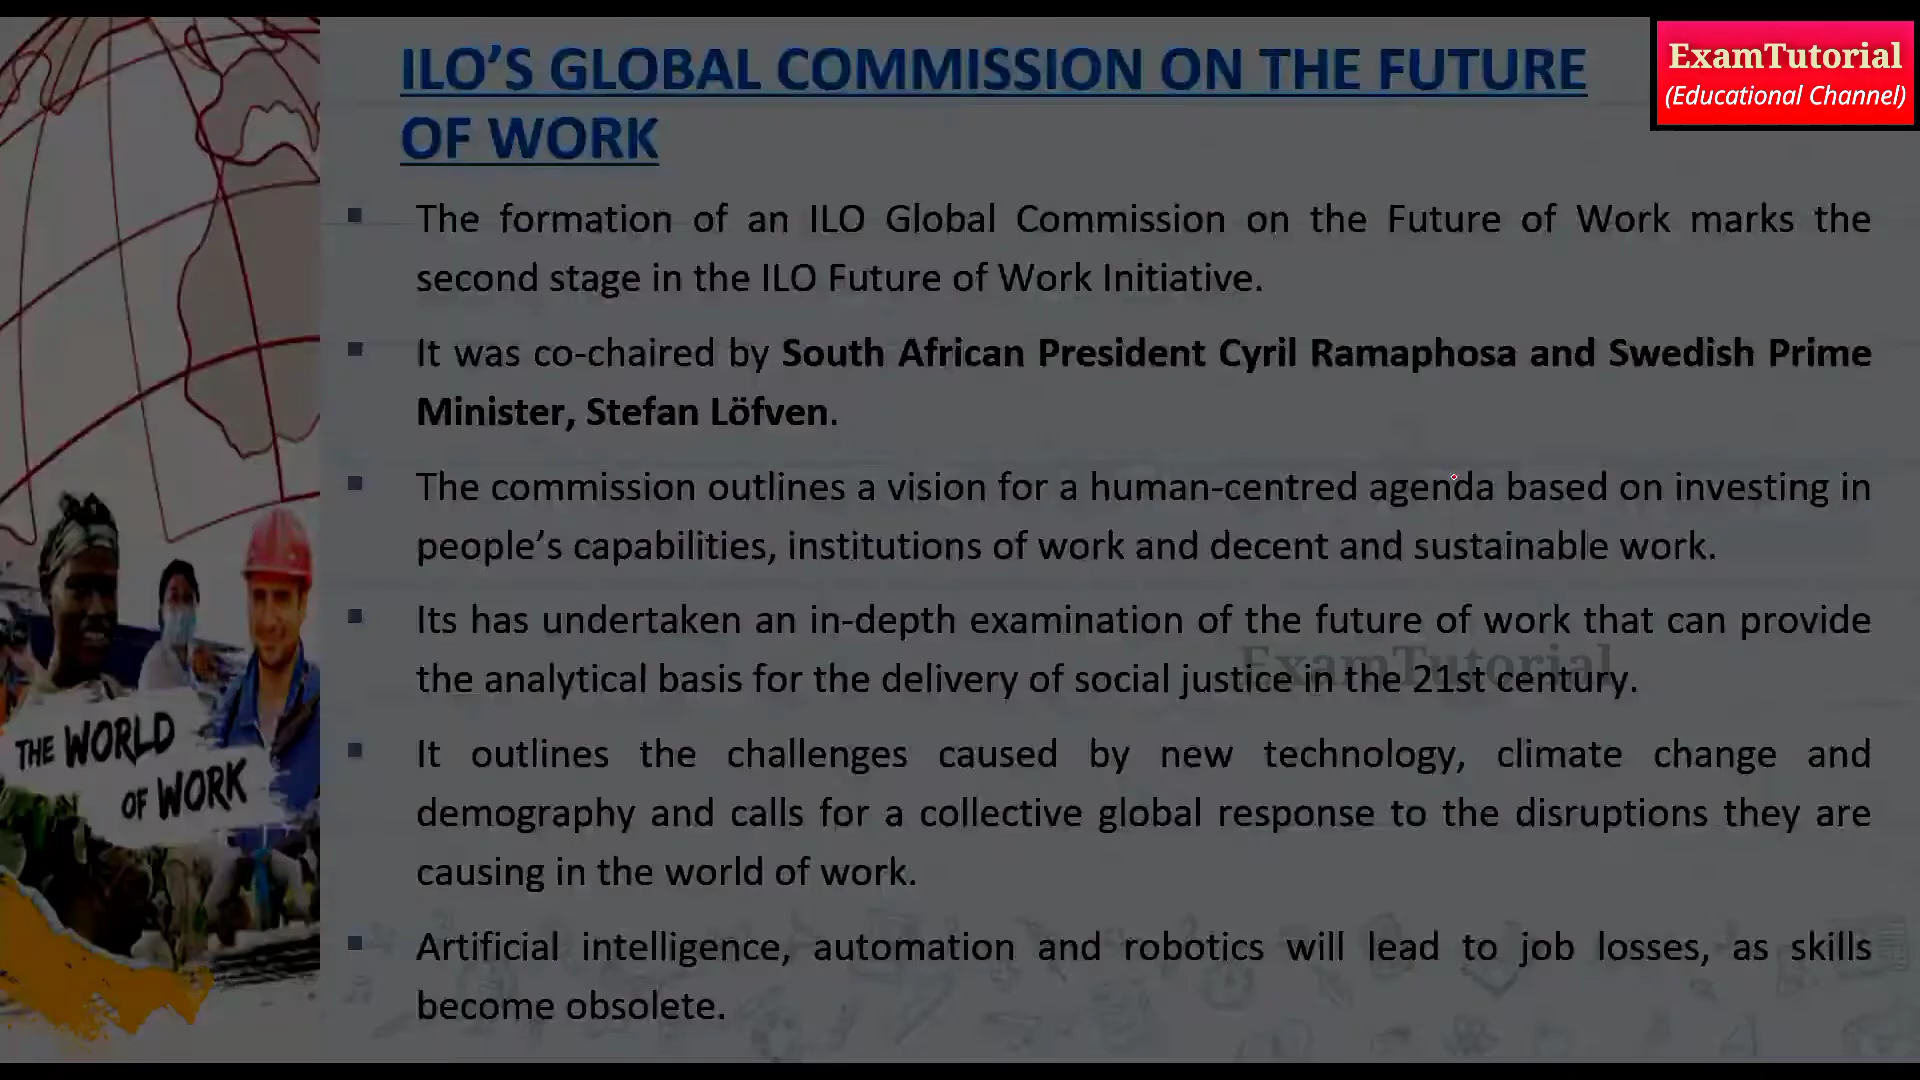 ILO’S GLOBAL COMMISSION ON THE FUTURE
OF WORK
ExamTutorial
(Educational Channel)
▪ The formation of an ILO Global Commission on the Future of Work marks the
second stage in the ILO Future of Work Initiative.
▪ It was co-chaired by South African President Cyril Ramaphosa and Swedish Prime
Minister, Stefan Löfven.
▪ The commission outlines a vision for a human-centred agenda based on investing in
people’s capabilities, institutions of work and decent and sustainable work.
▪ Its has undertaken an in-depth examination of the future of work that can provide
the analytical basis for the delivery of social justice in the 21st century.
ExamTutorial
▪ It outlines the challenges caused by new technology, climate change and
demography and calls for a collective global response to the disruptions they are
causing in the world of work.
▪ Artificial intelligence, automation and robotics will lead to job losses, as skills
become obsolete.
THE WORLD
OF WORK